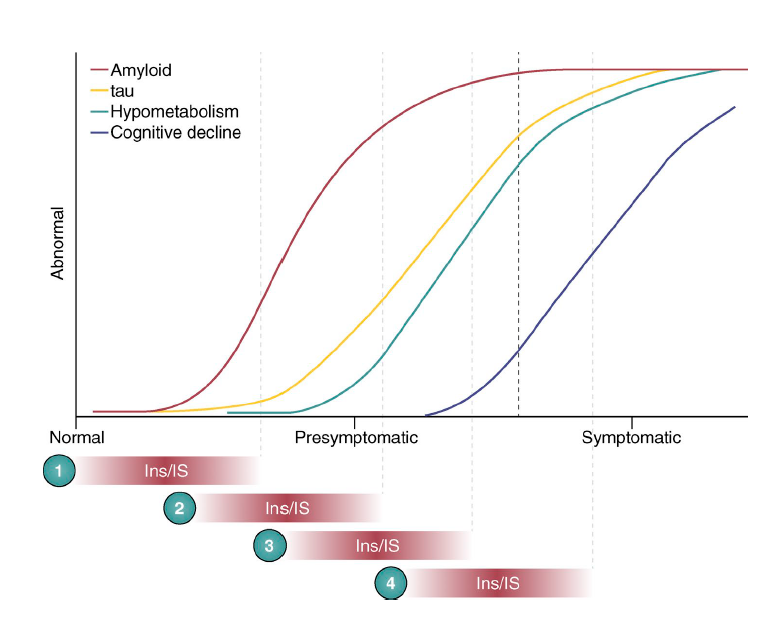 Amyloid
tau
Hypometabolism
Cognitive decline
Abnormal
Normal Presymptomatic Symptomatic
1 Ins/IS
2 Ins/IS
3 Ins/IS
4 Ins/IS